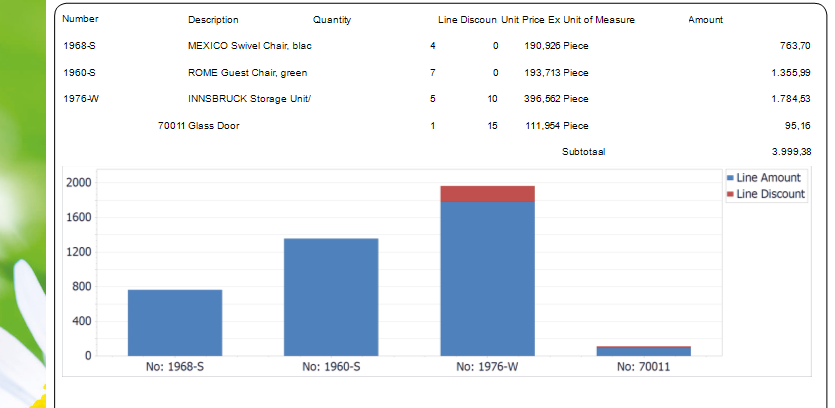 Number Description Quantity Line Discoun Unit Price Ex Unit of Measure Amount
1968-S MEXICO Swivel Chair, blac 4 0 190,926 Piece 763,70
1960-S ROME Guest Chair, green 7 0 193,713 Piece 1.355,99
1976-W INNSBRUCK Storage Unit/ 5 10 396,562 Piece 1.784,53
70011 Glass Door 1 15 111,954 Piece 95,16
Subtotaal 3.999,38
Line Amount
Line Discount
2000
1600
1200
800
400
0
No: 1968-S No: 1960-S No: 1976-W No: 70011